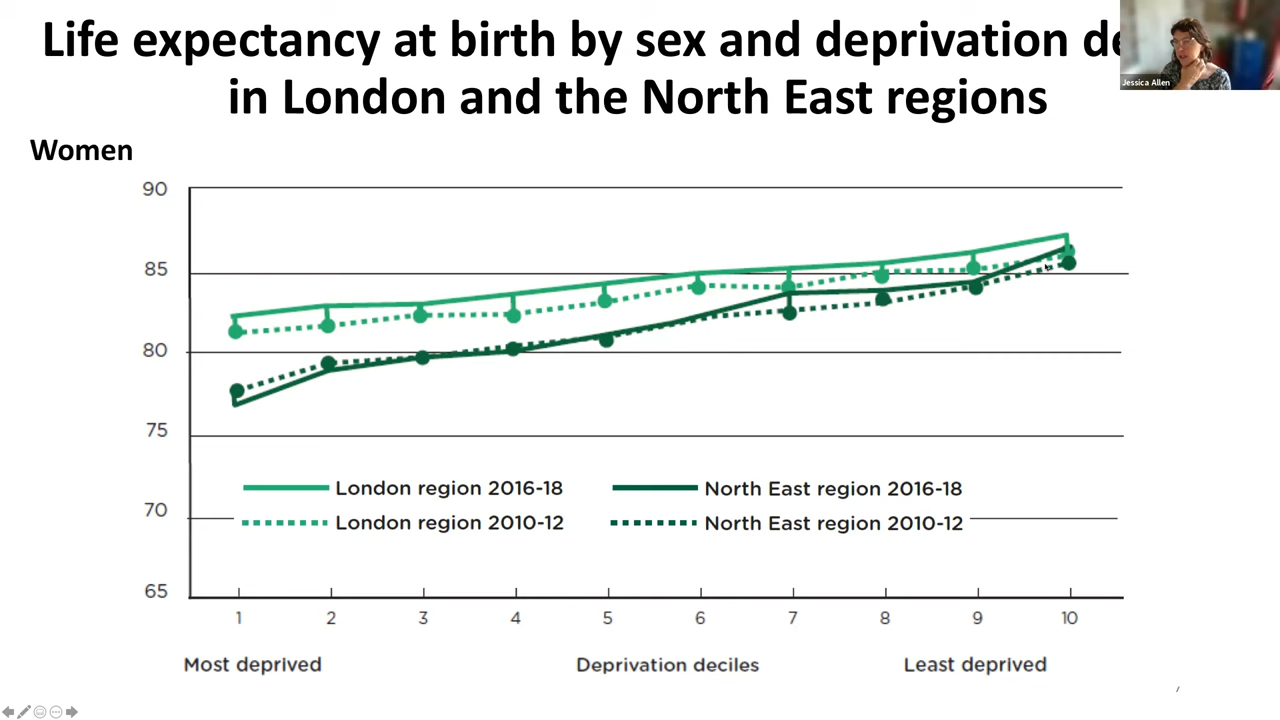 Life expectancy at birth by sex and deprivation
in London and the North East regions
Jessica Allen
Women
90
85
80
75
70
65
London region 2016-18
North East region 2016-18
London region 2010-12
North East region 2010-12
1 2 3 4 5 6 7 8 9 10
Most deprived
Deprivation deciles
Least deprived